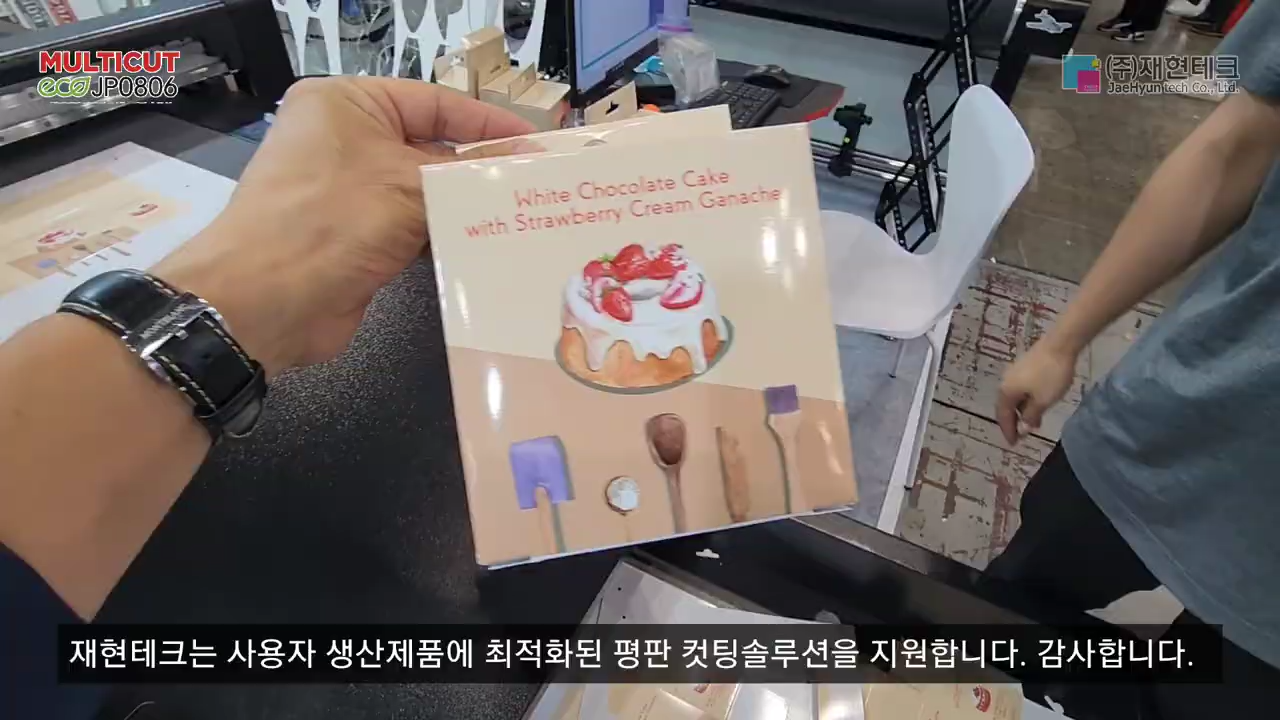 MULTICUT
eco JP0806
(주)재현테크
JaeHyun tech Co., Ltd.
White Chocolate Cake
with Strawberry Cream Ganache
재현테크는 사용자 생산제품에 최적화된 평판 컷팅솔루션을 지원합니다. 감사합니다.